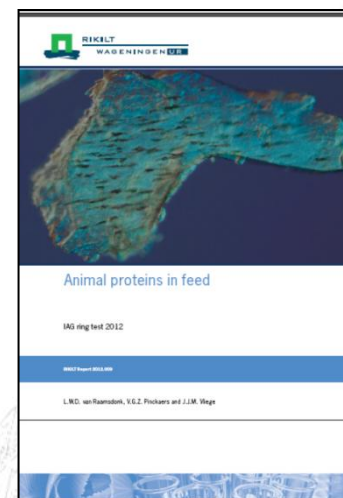 RIKILT
WAGENINGEN UR
Animal proteins in feed
IAG ring test 2012
L.W.D. van Raamsdonk, V.G.Z. Pinckaers and J.J.M. Vliege